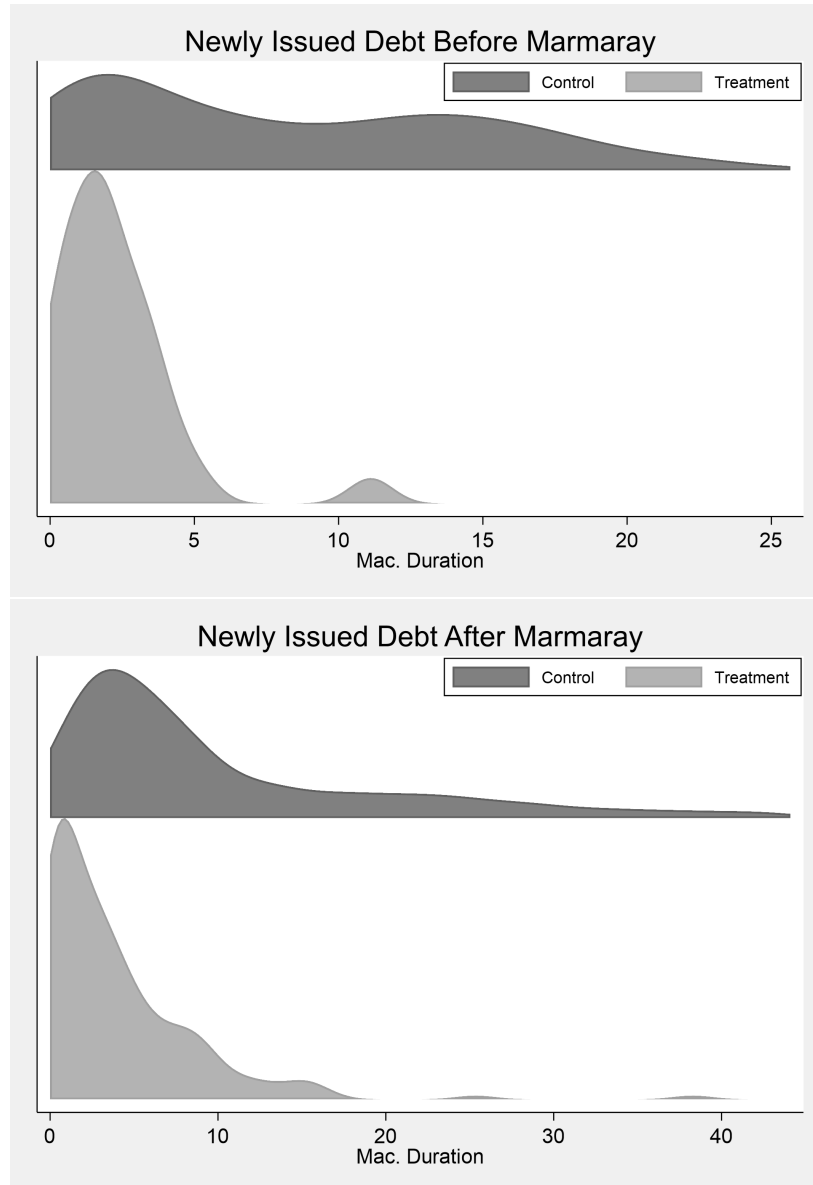 Newly Issued Debt Before Marmaray
Control Treatment
0 5 10 15 20 25
Mac. Duration
Newly Issued Debt After Marmaray
Control Treatment
0 10 20 30 40
Mac. Duration